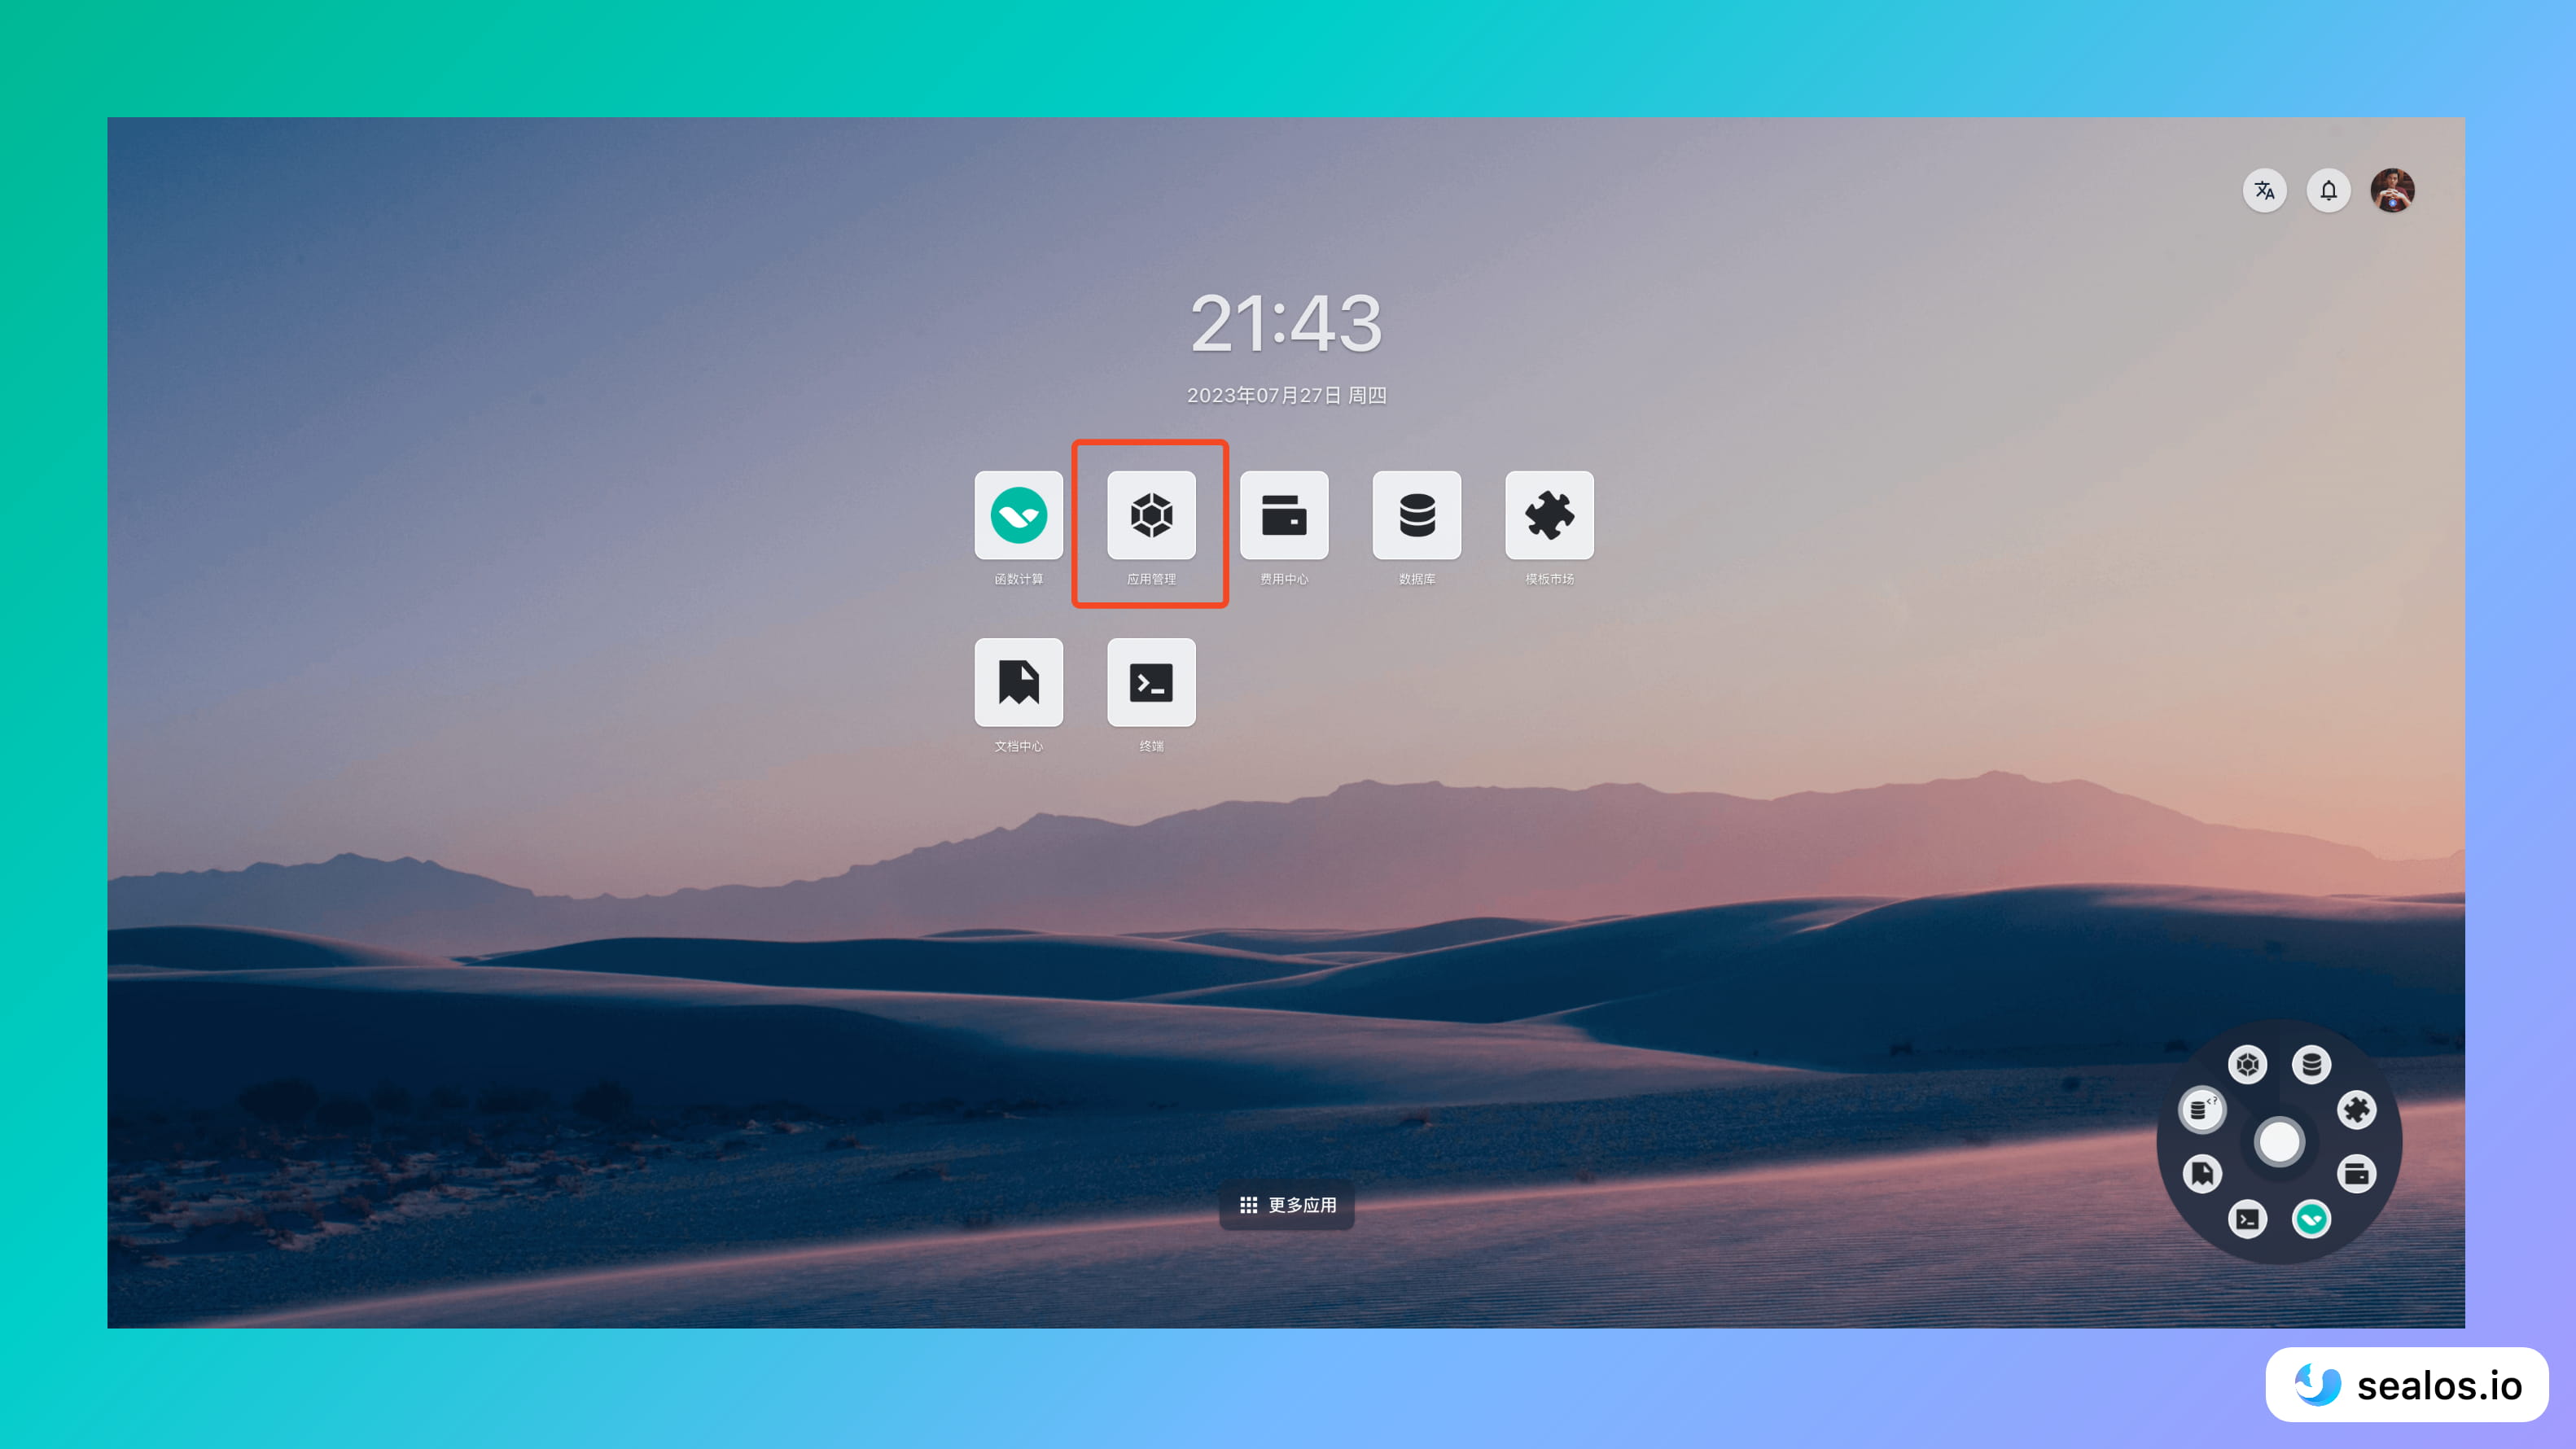 21:43
2023年07月27日 周四
函数计算
应用管理
费用中心
数据库
模板市场
文档中心
终端
更多应用
sealos.io